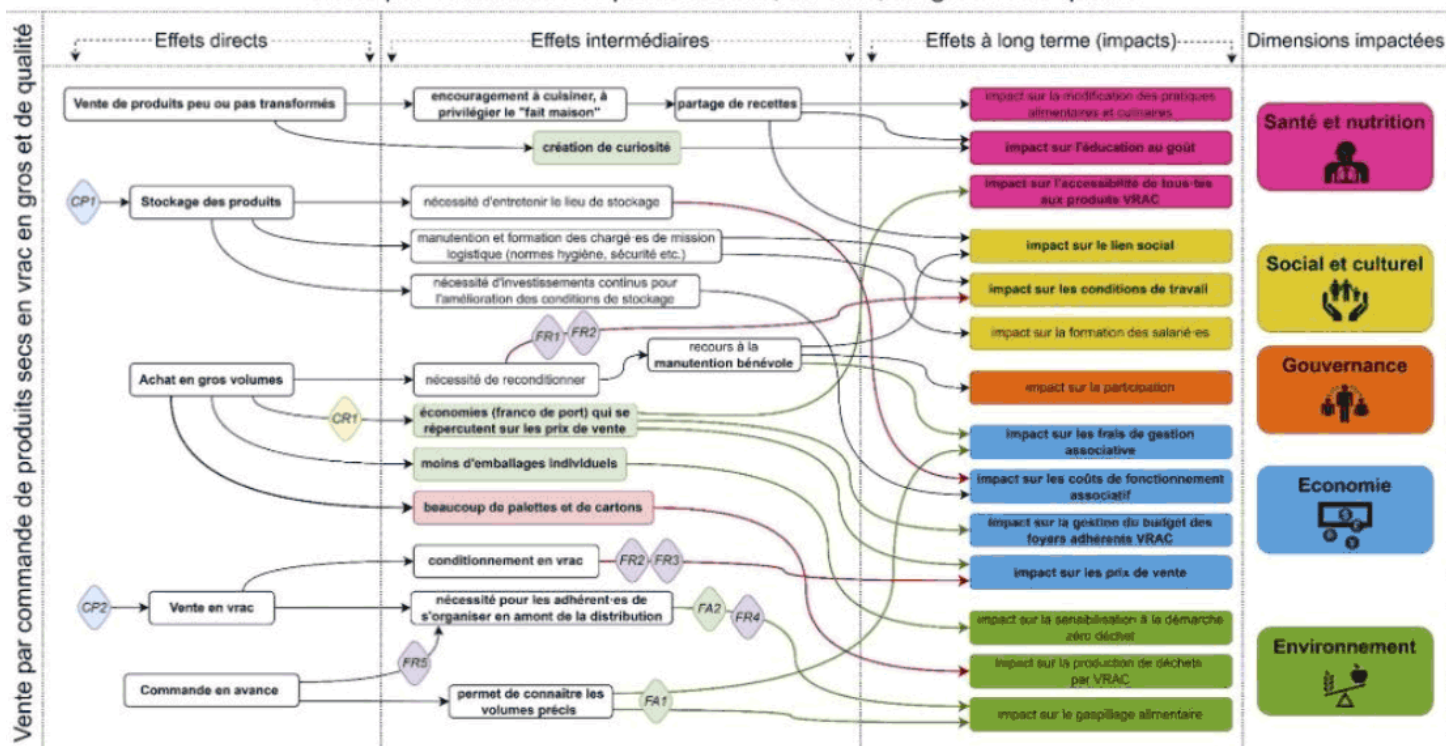 Vente par commande de produits secs en vrac en gros et de qualité
Effets directs
Effets intermédiaires
Effets à long terme (impacts)
Dimensions impactées
Vente de produits peu ou pas transformés
encouragement à cuisiner, à
privilégier le "fait maison"
partage de recettes
création de curiosité
impact sur la modification des pratiques
alimentaires et culinaires
impact sur l'éducation au goût
Santé et nutrition
CP1
Stockage des produits
nécessité d'entretenir le lieu de stockage
impact sur l'accessibilité de tous·tes
aux produits VRAC
manutention et formation des chargé·es de mission
logistique (normes hygiène, sécurité etc.)
impact sur le lien social
nécessité d'investissements continus pour
l'amélioration des conditions de stockage
impact sur les conditions de travail
Social et culturel
FR1
FR2
impact sur la formation des salarié·es
Achat en gros volumes
nécessité de reconditionner
recours à la
manutention bénévole
impact sur la participation
Gouvernance
CR1
économies (franco de port) qui se
répercutent sur les prix de vente
impact sur les frais de gestion
associative
moins d'emballages individuels
impact sur les coûts de fonctionnement
associatif
beaucoup de palettes et de cartons
impact sur la gestion du budget des
foyers adhérents VRAC
Economie
conditionnement en vrac
FR2
FR3
impact sur les prix de vente
CP2
Vente en vrac
nécessité pour les adhérent·es de
s'organiser en amont de la distribution
FA2
FR4
impact sur la sensibilisation à la démarche
zéro déchet
FR5
impact sur la production de déchets
par VRAC
Environnement
Commande en avance
permet de connaître les
volumes précis
FA1
impact sur le gaspillage alimentaire